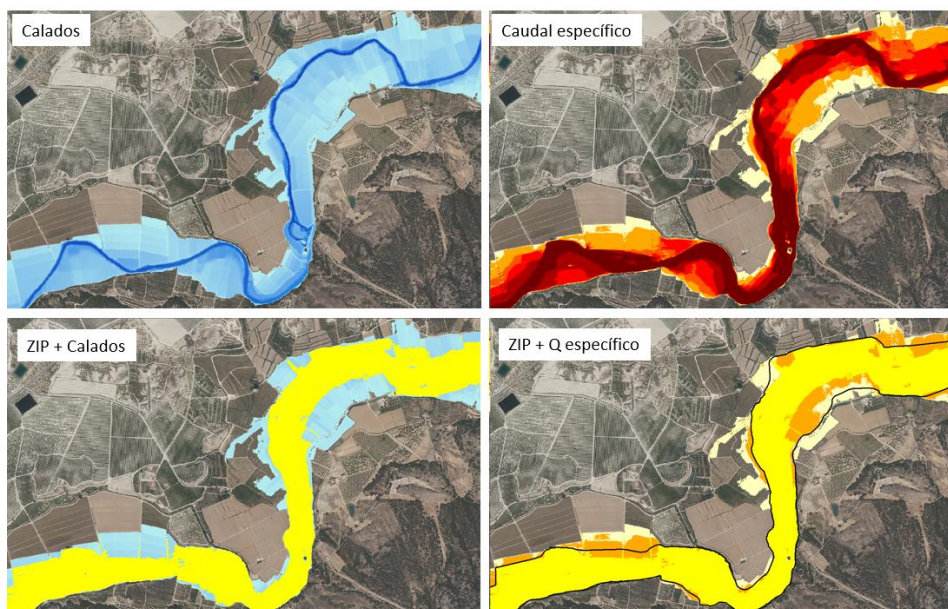 Calados
Caudal específico
ZIP + Calados
ZIP + Q específico